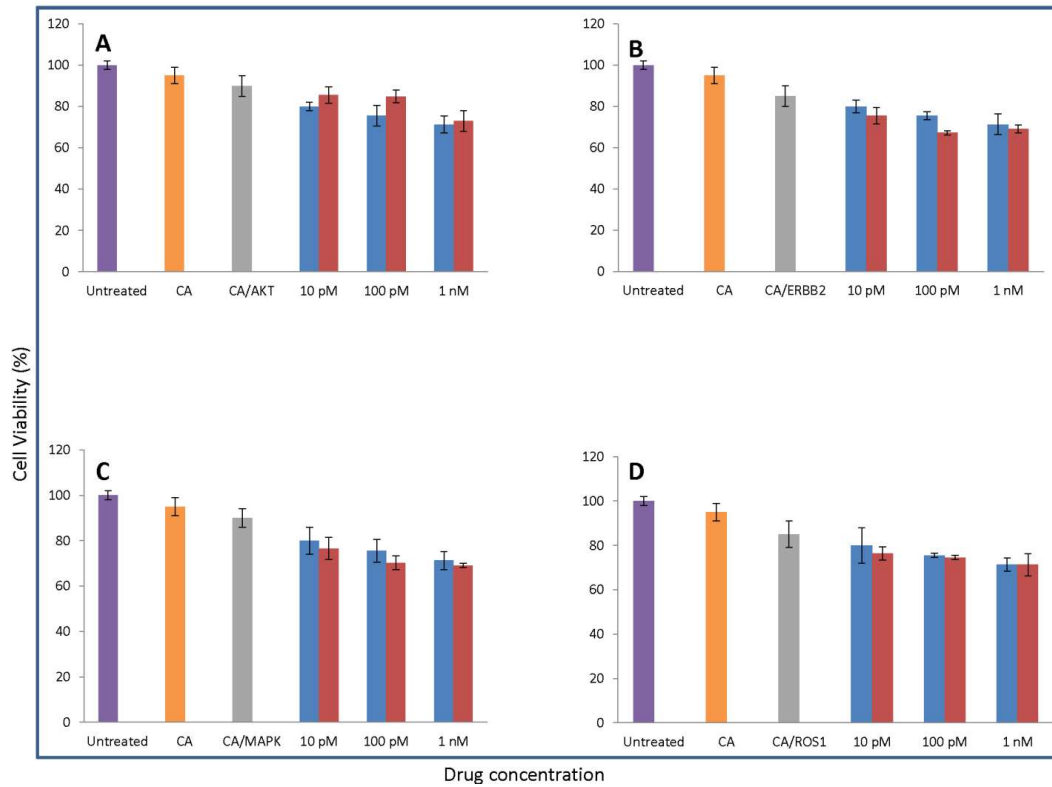 A
120
100
80
60
40
20
0
Untreated CA CA/AKT 10 pM 100 pM 1 nM
B
120
100
80
60
40
20
0
Untreated CA CA/ERBB2 10 pM 100 pM 1 nM
Cell Viability (%)
C
120
100
80
60
40
20
0
Untreated CA CA/MAPK 10 pM 100 pM 1 nM
D
120
100
80
60
40
20
0
Untreated CA CA/ROS1 10 pM 100 pM 1 nM
Drug concentration